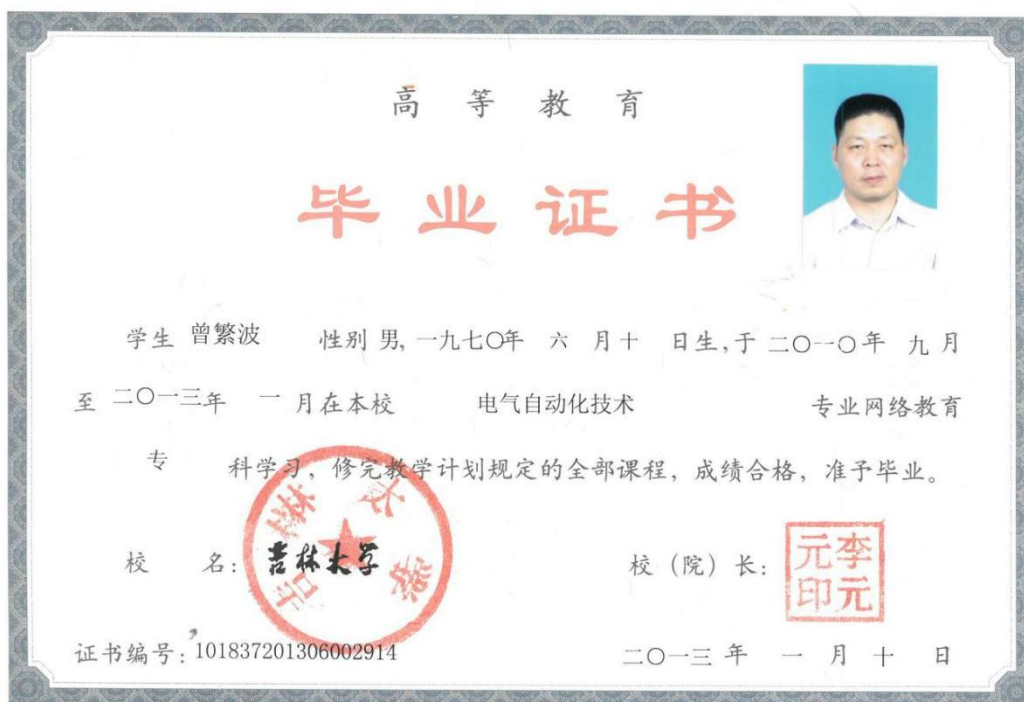 高等教育
毕业证书
学生 曾繁波 性别 男, 一九七〇年 六 月十 日生,于 二〇一〇年 九月
至 二〇一三年 一 月在本校 电气自动化技术 专业网络教育
专 科学习, 修完教学计划规定的全部课程, 成绩合格, 准予毕业。
校 名: 吉林大学 校（院）长: 李元元印
吉林大学
证书编号: 101837201306002914 二〇一三 年 一 月 十 日